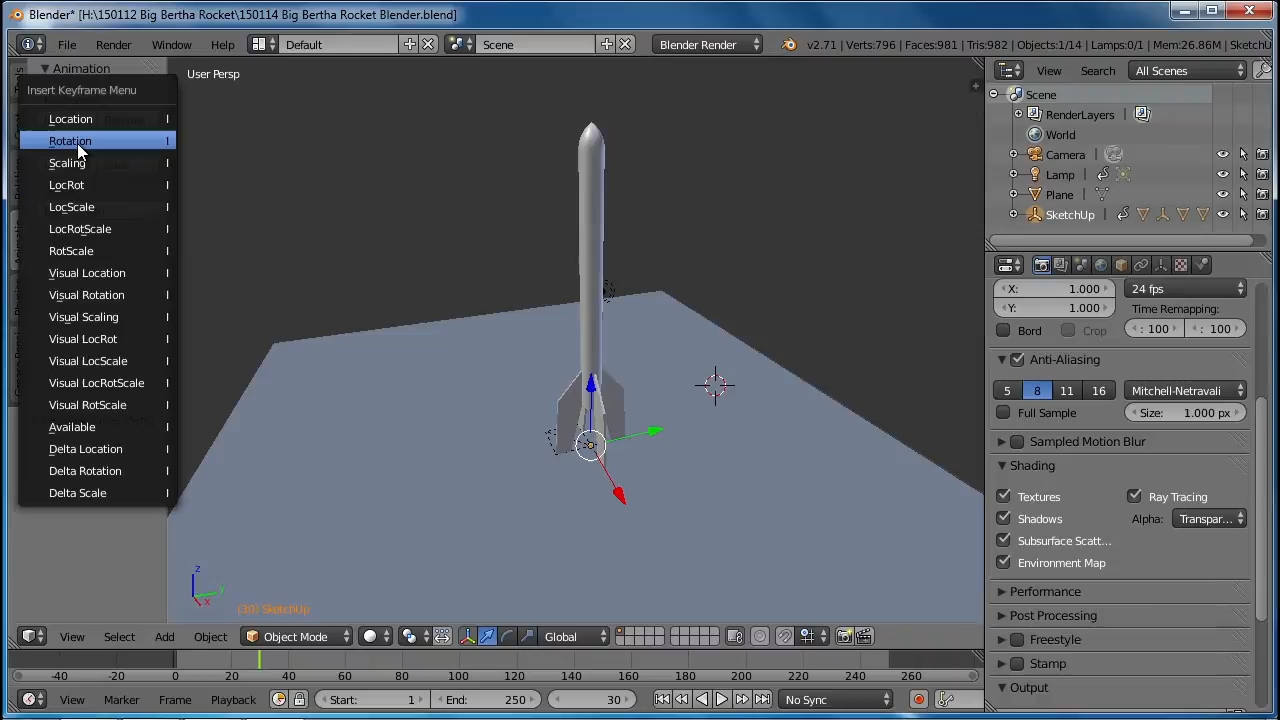 Blender* [H:\150112 Big Bertha Rocket\150114 Big Bertha Rocket Blender.blend]
File Render Window Help Default Scene Blender Render v2.71 | Verts:796 | Faces:981 | Tris:982 | Objects:1/14 | Lamps:0/1 | Mem:26.86M | SketchU
Animation
Insert Keyframe Menu
Location I
Rotation I
Scaling I
LocRot I
LocScale I
LocRotScale I
RotScale I
Visual Location I
Visual Rotation I
Visual Scaling I
Visual LocRot I
Visual LocScale I
Visual LocRotScale I
Visual RotScale I
Available I
Delta Location I
Delta Rotation I
Delta Scale I
User Persp
z
y
x
(30) SketchUp
View Select Add Object Object Mode Global
View Search All Scenes
Scene
RenderLayers
World
Camera
Lamp
Plane
SketchUp
X: 1.000 24 fps
Y: 1.000 Time Remapping:
Bord Crop : 100 : 100
Anti-Aliasing
5 8 11 16 Mitchell-Netravali
Full Sample Size: 1.000 px
Sampled Motion Blur
Shading
Textures Ray Tracing
Shadows Alpha: Transpar...
Subsurface Scatt...
Environment Map
Performance
Post Processing
Freestyle
Stamp
Output
-40 -20 0 20 40 60 80 100 120 140 160 180 200 220 240 260
View Marker Frame Playback Start: 1 End: 250 30 No Sync